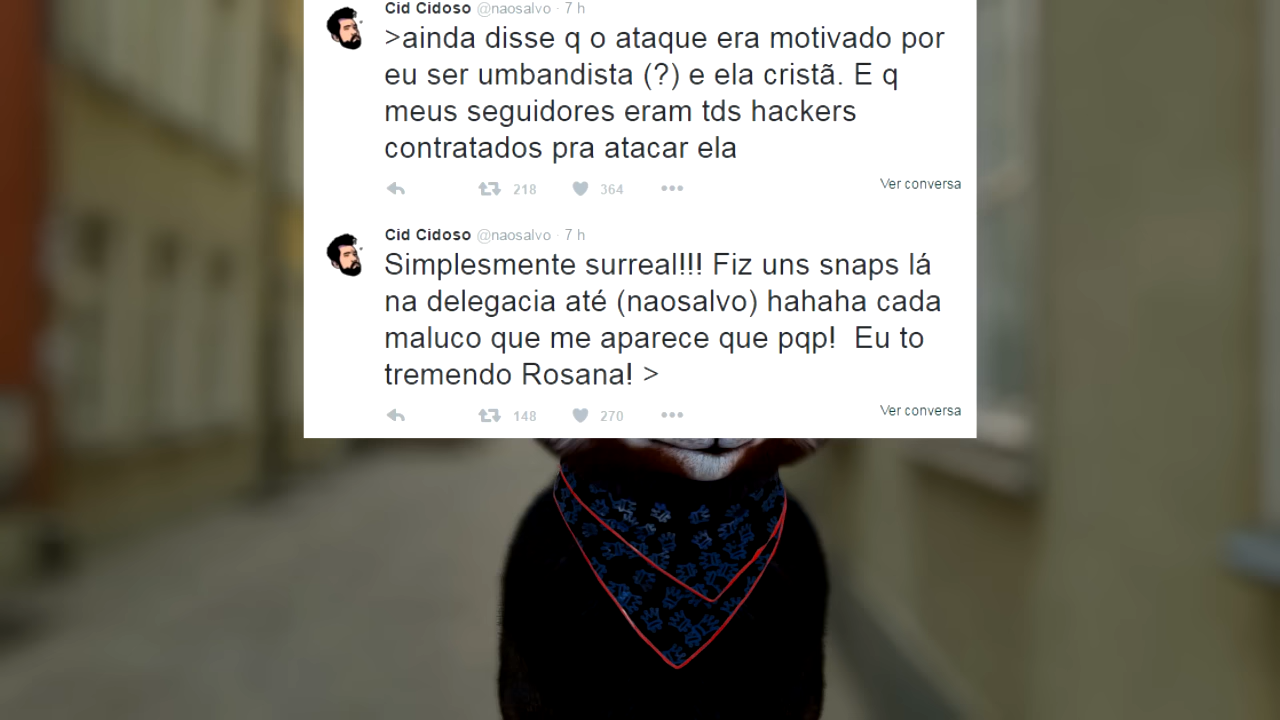 Cid Cidoso @naosalvo · 7 h
>ainda disse q o ataque era motivado por
eu ser umbandista (?) e ela cristã. E q
meus seguidores eram tds hackers
contratados pra atacar ela
218 364 Ver conversa
Cid Cidoso @naosalvo · 7 h
Simplesmente surreal!!! Fiz uns snaps lá
na delegacia até (naosalvo) hahaha cada
maluco que me aparece que pqp!  Eu to
tremendo Rosana! >
148 270 Ver conversa